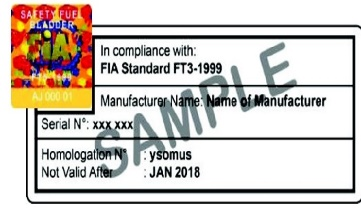 SAFETY FUEL
BLADDER
FIA
AJ 000 01
In compliance with:
FIA Standard FT3-1999
Manufacturer Name: Name of Manufacturer
Serial N°: xxx xxx
SAMPLE
Homologation N° : ysomus
Not Valid After : JAN 2018